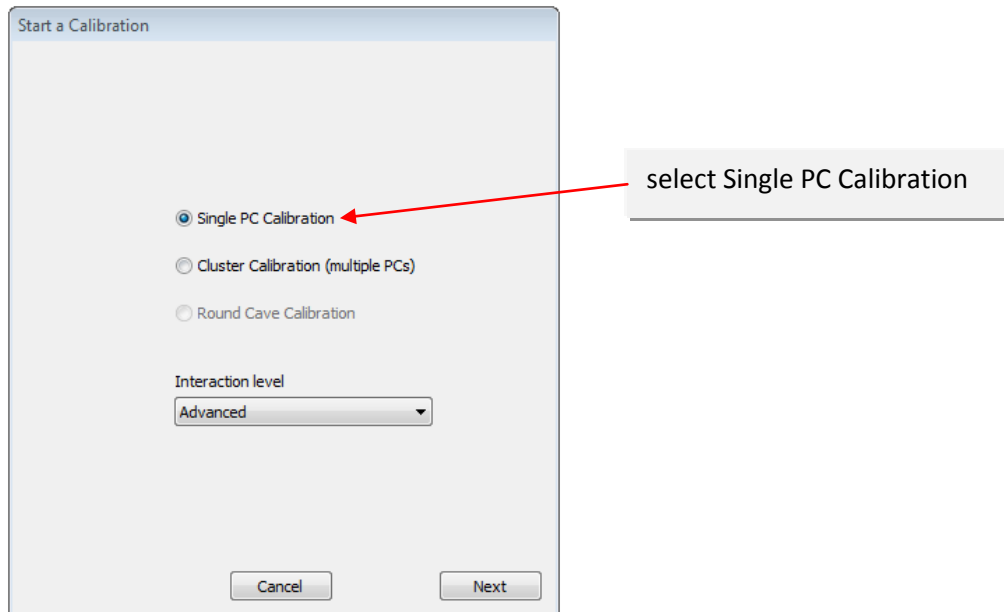 Start a Calibration
select Single PC Calibration
Single PC Calibration
Cluster Calibration (multiple PCs)
Round Cave Calibration
Interaction level
Advanced
Cancel
Next